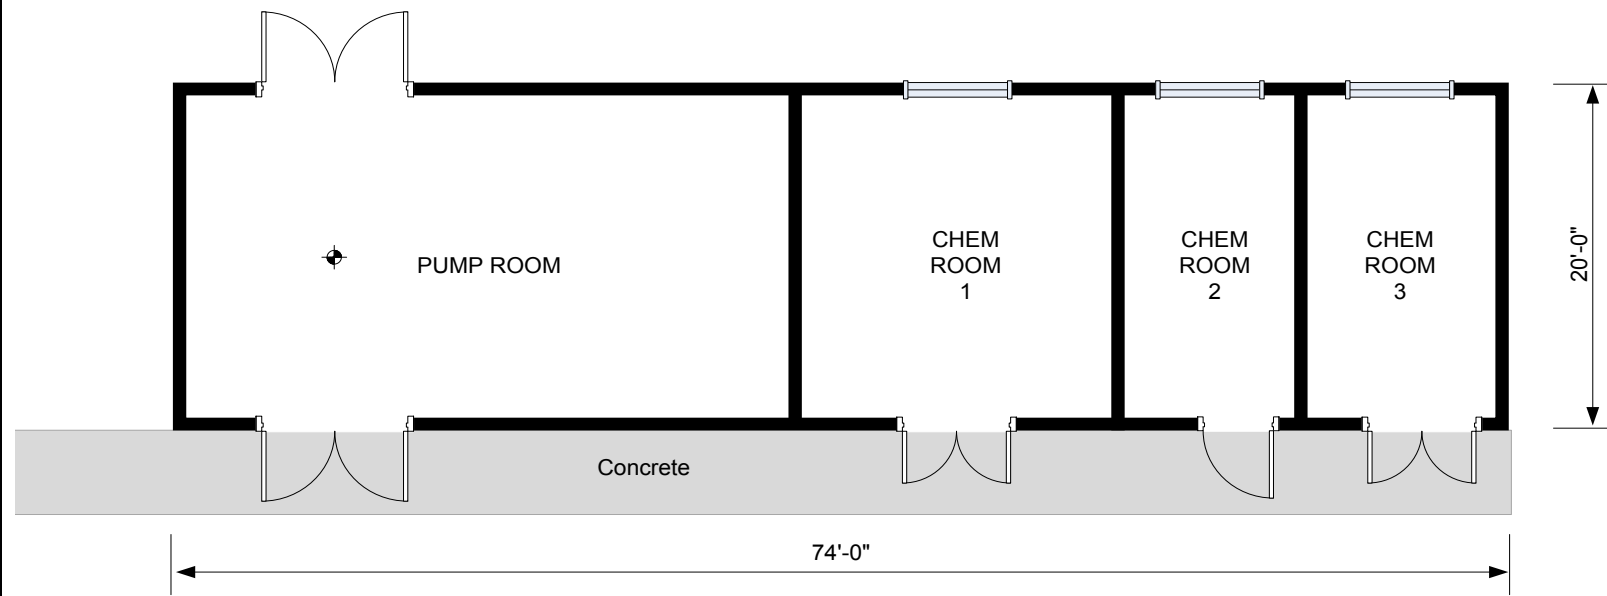 PUMP ROOM
CHEM
ROOM
1
CHEM
ROOM
2
CHEM
ROOM
3
20'-0"
Concrete
74'-0"